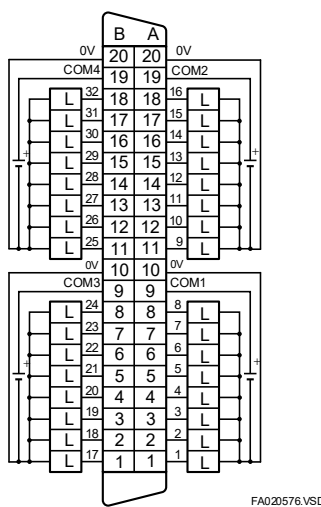 B A
0V 20 20 0V
COM4 19 19 COM2
L 32 18 18 16 L
L 31 17 17 15 L
L 30 16 16 14 L
L 29 15 15 13 L
L 28 14 14 12 L
L 27 13 13 11 L
L 26 12 12 10 L
L 25 11 11 9 L
0V 10 10 0V
COM3 9 9 COM1
L 24 8 8 8 L
L 23 7 7 7 L
L 22 6 6 6 L
L 21 5 5 5 L
L 20 4 4 4 L
L 19 3 3 3 L
L 18 2 2 2 L
L 17 1 1 1 L
+ +
+ +
FA020576.VSD